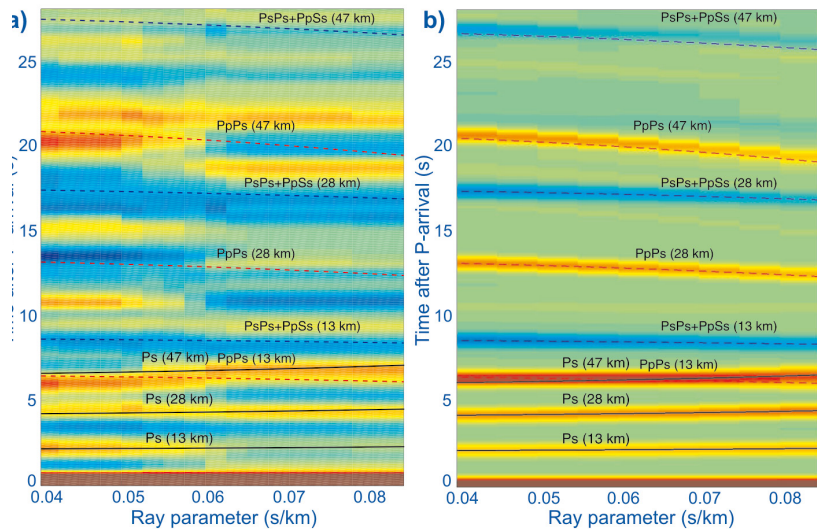 a)
PsPs+PpSs (47 km)
PpPs (47 km)
PsPs+PpSs (28 km)
PpPs (28 km)
PsPs+PpSs (13 km)
Ps (47 km)
PpPs (13 km)
Ps (28 km)
Ps (13 km)
25
20
15
10
5
0
0.04
0.05
0.06
0.07
0.08
Ray parameter (s/km)
b)
Time after P-arrival (s)
PsPs+PpSs (47 km)
PpPs (47 km)
PsPs+PpSs (28 km)
PpPs (28 km)
PsPs+PpSs (13 km)
Ps (47 km)
PpPs (13 km)
Ps (28 km)
Ps (13 km)
25
20
15
10
5
0
0.04
0.05
0.06
0.07
0.08
Ray parameter (s/km)